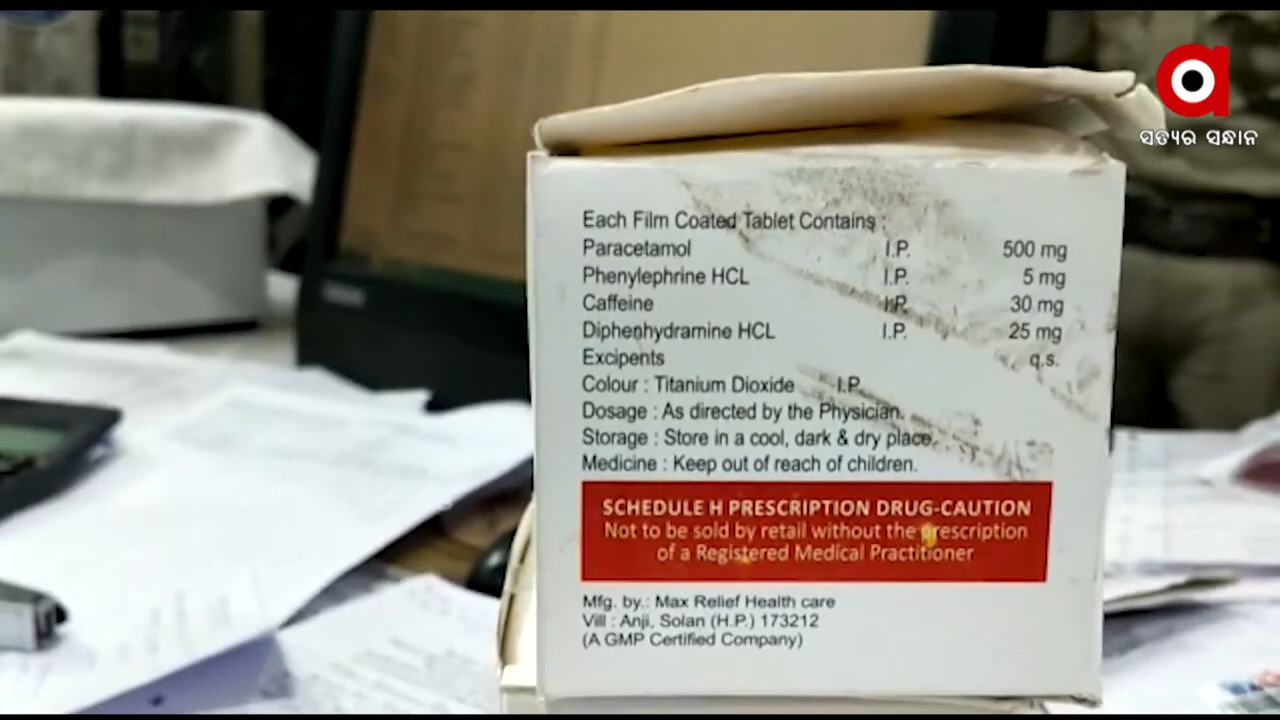 ସତ୍ୟର ସନ୍ଧାନ
Each Film Coated Tablet Contains :
Paracetamol I.P. 500 mg
Phenylephrine HCL I.P. 5 mg
Caffeine I.P. 30 mg
Diphenhydramine HCL I.P. 25 mg
Excipents q.s.
Colour : Titanium Dioxide I.P.
Dosage : As directed by the Physician.
Storage : Store in a cool, dark & dry place.
Medicine : Keep out of reach of children.
SCHEDULE H PRESCRIPTION DRUG-CAUTION
Not to be sold by retail without the prescription
of a Registered Medical Practitioner
Mfg. by.: Max Relief Health care
Vill : Anji, Solan (H.P.) 173212
(A GMP Certified Company)